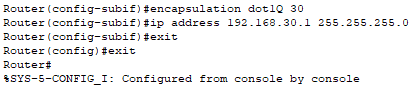 Router(config-subif)#encapsulation dot1Q 30
Router(config-subif)#ip address 192.168.30.1 255.255.255.0
Router(config-subif)#exit
Router(config)#exit
Router#
%SYS-5-CONFIG_I: Configured from console by console